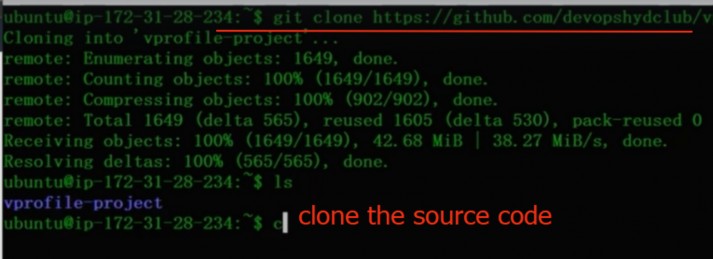 ubuntu@ip-172-31-28-234:~$ git clone https://github.com/devopshydclub/v
Cloning into 'vprofile-project'...
remote: Enumerating objects: 1649, done.
remote: Counting objects: 100% (1649/1649), done.
remote: Compressing objects: 100% (902/902), done.
remote: Total 1649 (delta 565), reused 1605 (delta 530), pack-reused 0
Receiving objects: 100% (1649/1649), 42.68 MiB | 38.27 MiB/s, done.
Resolving deltas: 100% (565/565), done.
ubuntu@ip-172-31-28-234:~$ ls
vprofile-project
ubuntu@ip-172-31-28-234:~$ c clone the source code